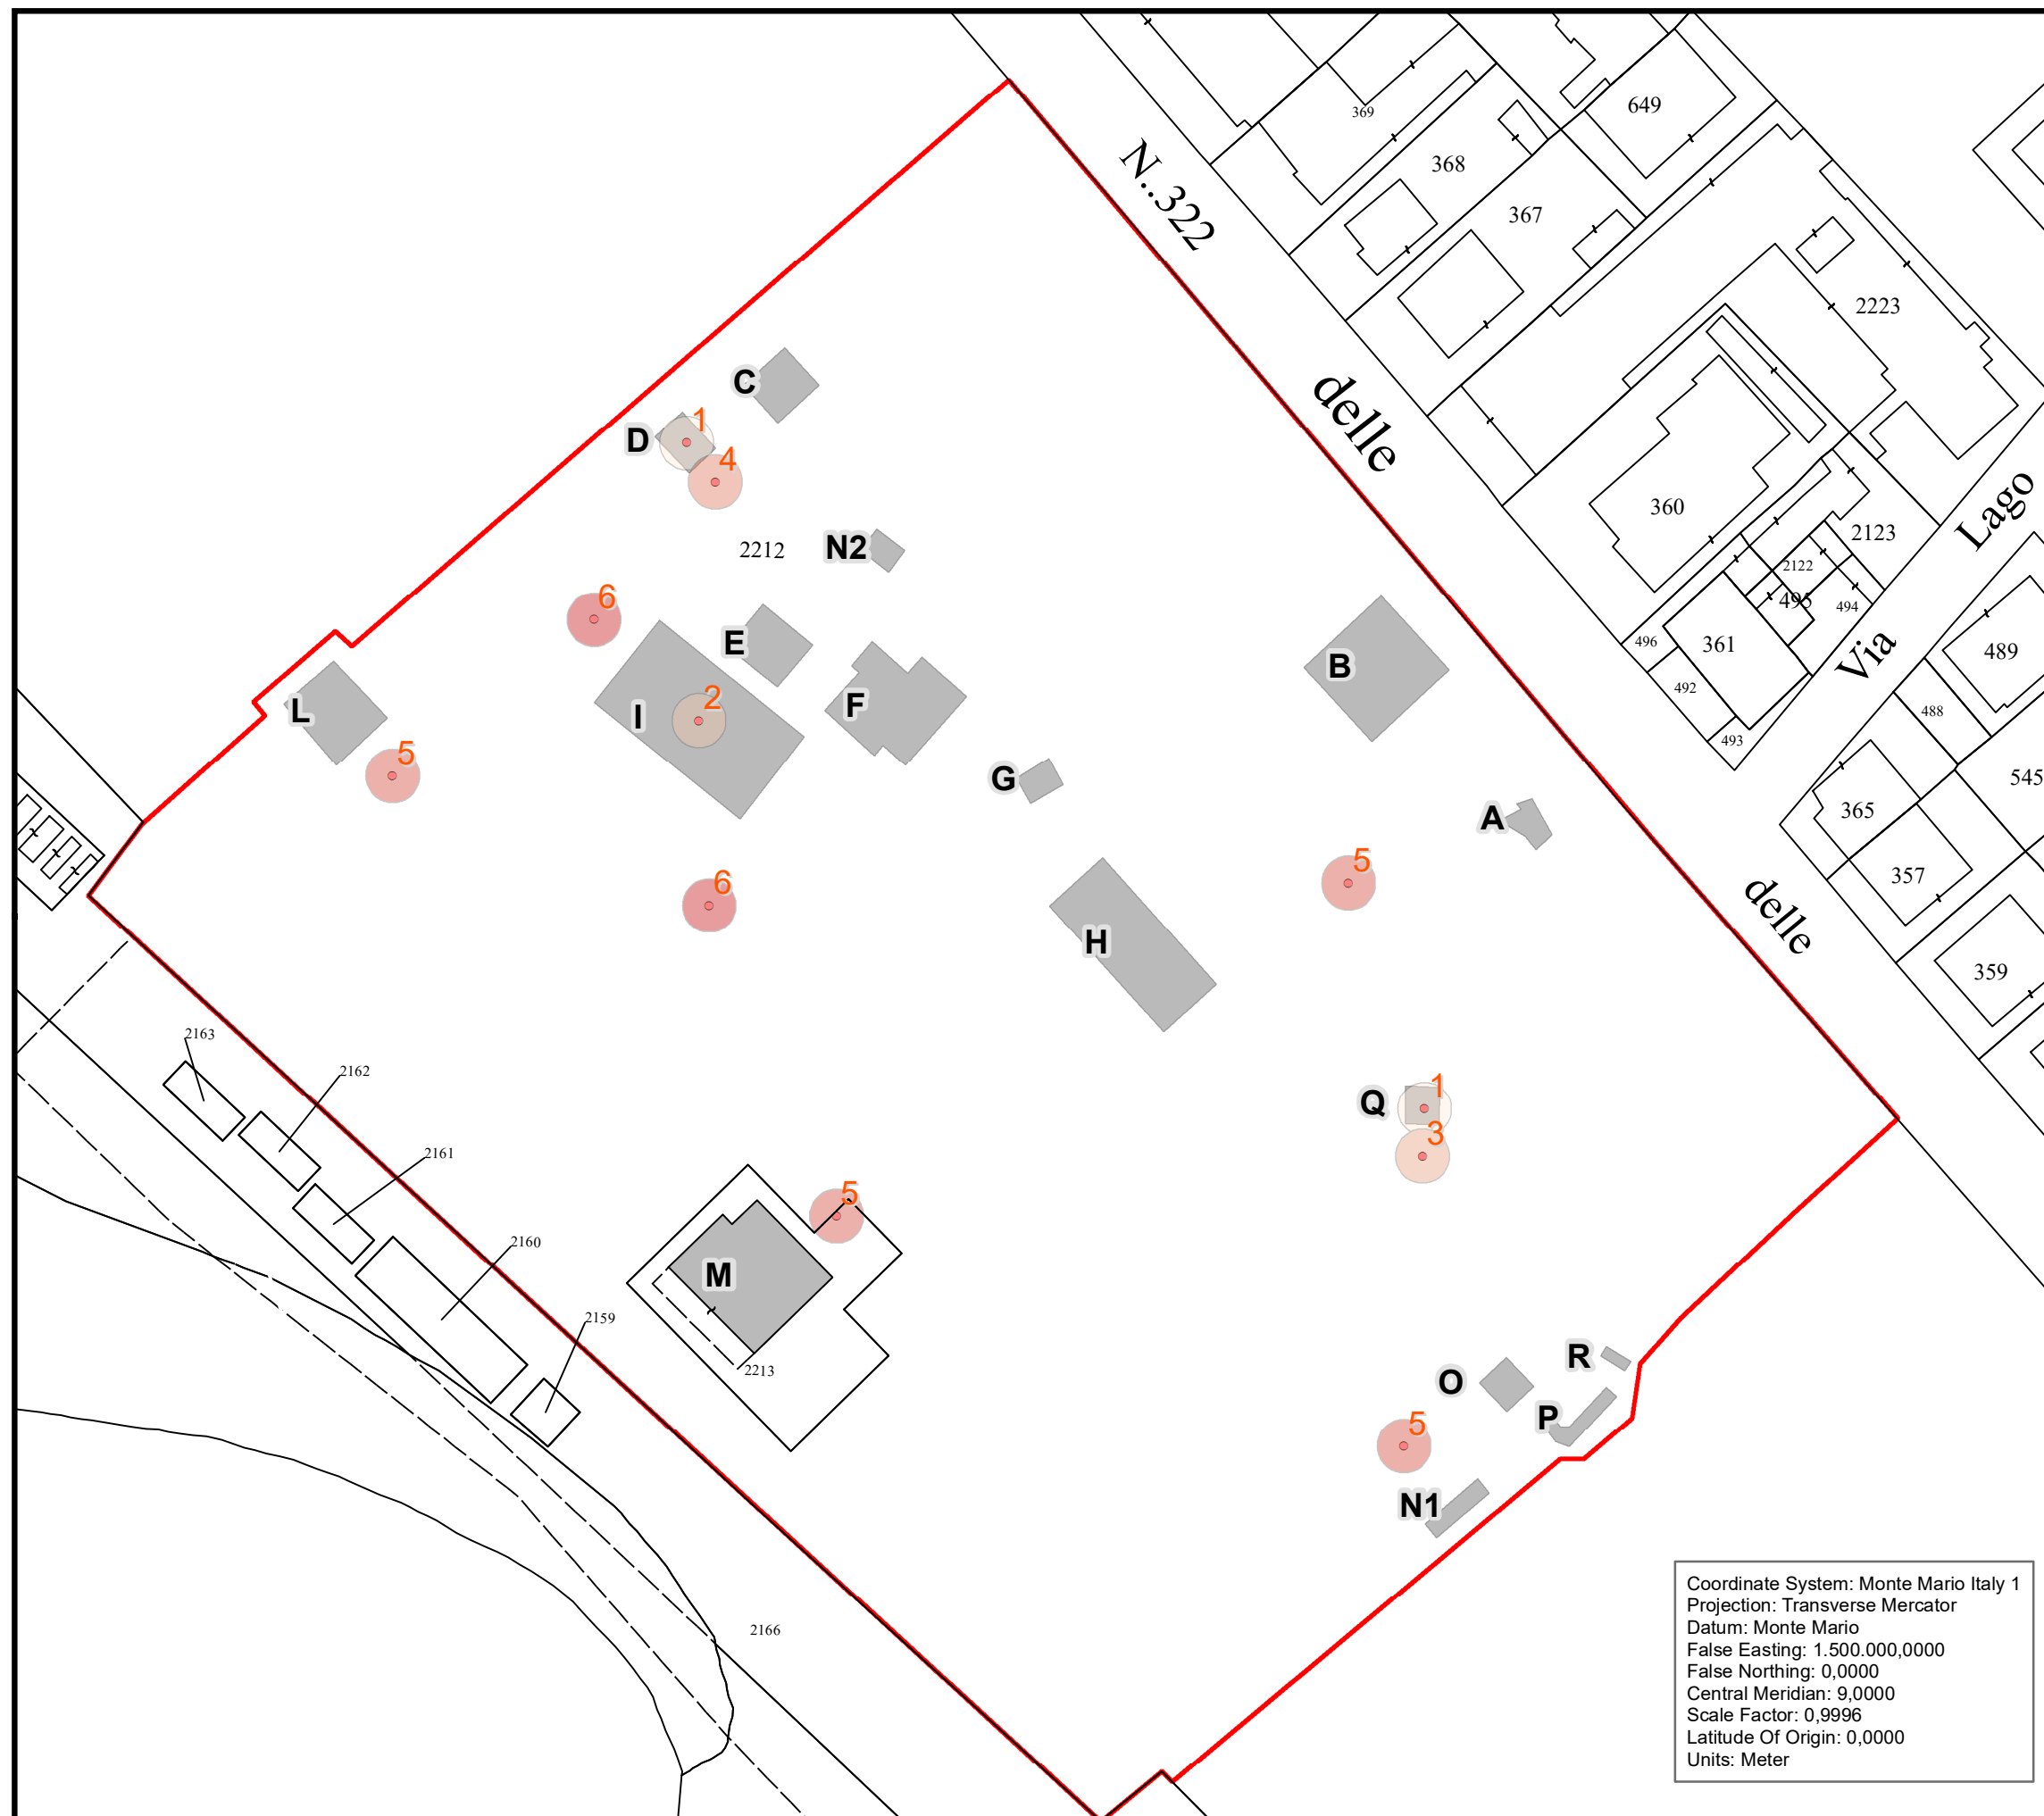 369
649
368
N..322
367
2223
C
delle
1
D
4
360
Lago
2123
2212
N2
2122
6
495
494
E
496
361
Via
489
B
492
L
2
F
I
488
493
5
G
545
365
A
5
357
6
delle
H
359
2163
2162
1
Q
3
2161
5
2160
M
2159
R
2213
O
P
5
N1
Coordinate System: Monte Mario Italy 1
Projection: Transverse Mercator
Datum: Monte Mario
False Easting: 1.500.000,0000
False Northing: 0,0000
Central Meridian: 9,0000
Scale Factor: 0,9996
Latitude Of Origin: 0,0000
Units: Meter
2166